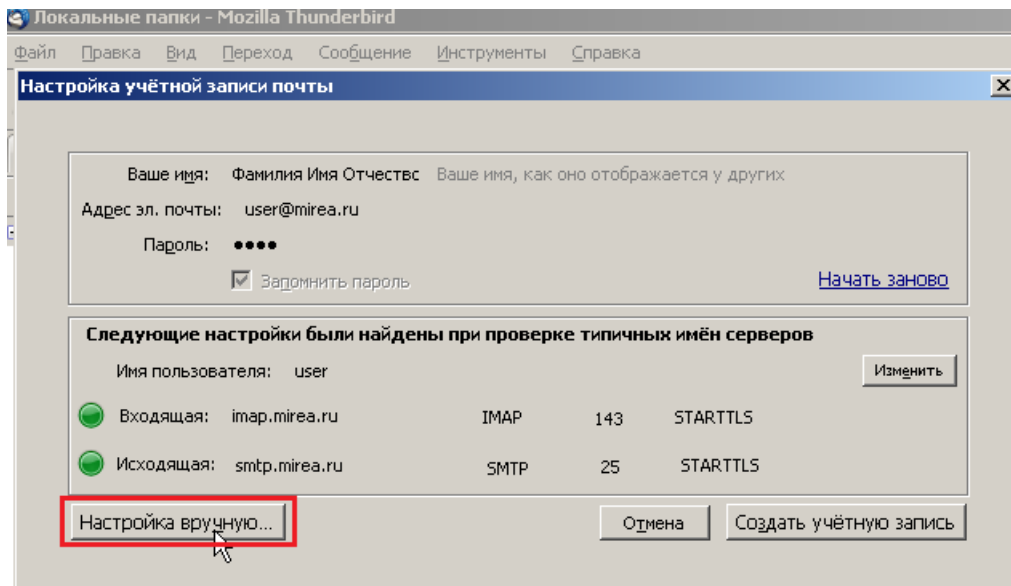 Локальные папки - Mozilla Thunderbird
Файл Правка Вид Переход Сообщение Инструменты Справка
Настройка учётной записи почты
Ваше имя: Фамилия Имя Отчествс Ваше имя, как оно отображается у других
Адрес эл. почты: user@mirea.ru
Пароль: ●●●●
Запомнить пароль Начать заново
Следующие настройки были найдены при проверке типичных имён серверов
Имя пользователя: user Изменить
Входящая: imap.mirea.ru IMAP 143 STARTTLS
Исходящая: smtp.mirea.ru SMTP 25 STARTTLS
Настройка вручную... Отмена Создать учётную запись